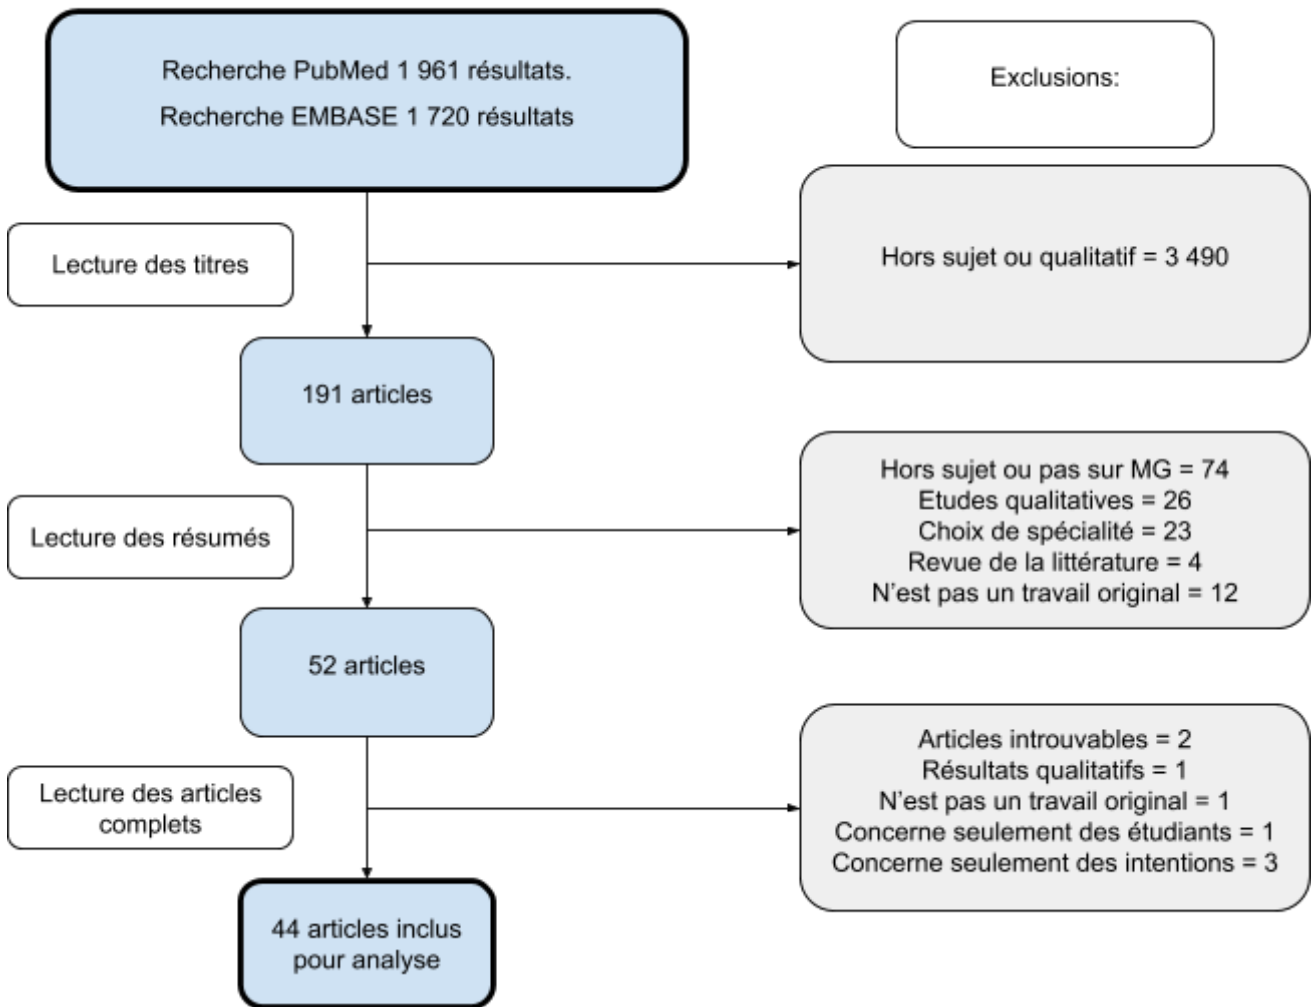 Recherche PubMed 1 961 résultats.
Recherche EMBASE 1 720 résultats
Exclusions:
Lecture des titres
Hors sujet ou qualitatif = 3 490
191 articles
Lecture des résumés
Hors sujet ou pas sur MG = 74
Etudes qualitatives = 26
Choix de spécialité = 23
Revue de la littérature = 4
N'est pas un travail original = 12
52 articles
Lecture des articles
complets
Articles introuvables = 2
Résultats qualitatifs = 1
N'est pas un travail original = 1
Concerne seulement des étudiants = 1
Concerne seulement des intentions = 3
44 articles inclus
pour analyse